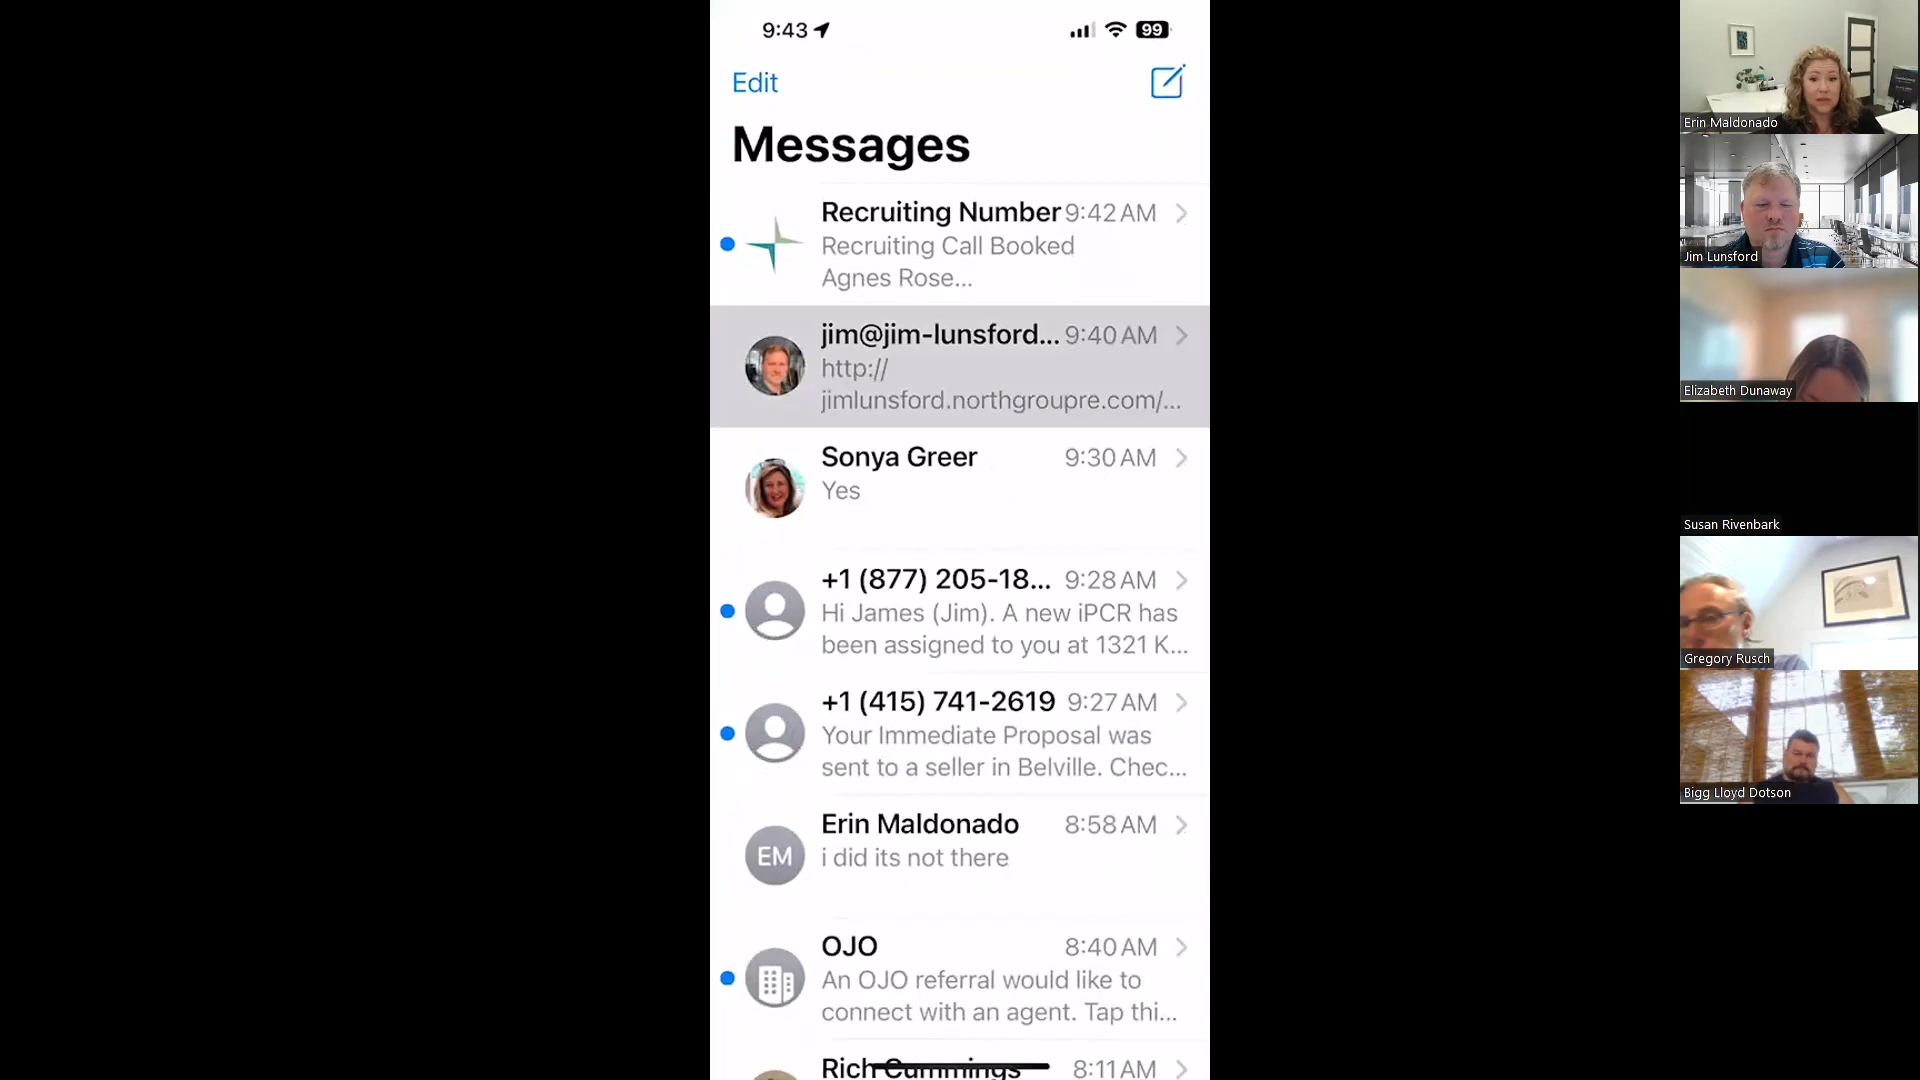 9:43
99
Edit
Messages
Recruiting Number 9:42 AM
Recruiting Call Booked
Agnes Rose...
jim@jim-lunsford... 9:40 AM
http://
jimlunsford.northgroupre.com/...
Sonya Greer 9:30 AM
Yes
+1 (877) 205-18... 9:28 AM
Hi James (Jim). A new iPCR has
been assigned to you at 1321 K...
+1 (415) 741-2619 9:27 AM
Your Immediate Proposal was
sent to a seller in Belville. Chec...
Erin Maldonado 8:58 AM
EM
i did its not there
OJO 8:40 AM
An OJO referral would like to
connect with an agent. Tap thi...
Rich Cummings 8:11 AM
Erin Maldonado
Jim Lunsford
Elizabeth Dunaway
Susan Rivenbark
Gregory Rusch
Bigg Lloyd Dotson